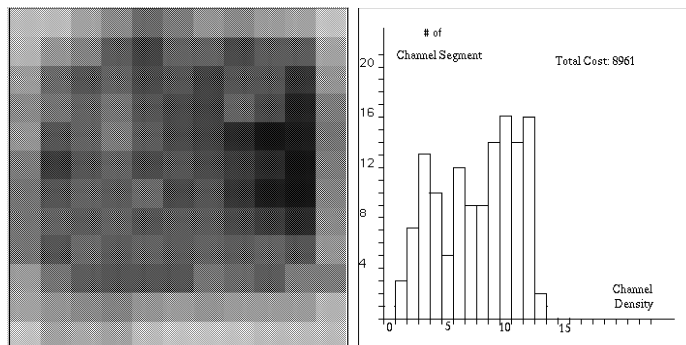 # of
Channel Segment
Total Cost: 8961
20
16
12
8
4
0 5 10 15
Channel
Density